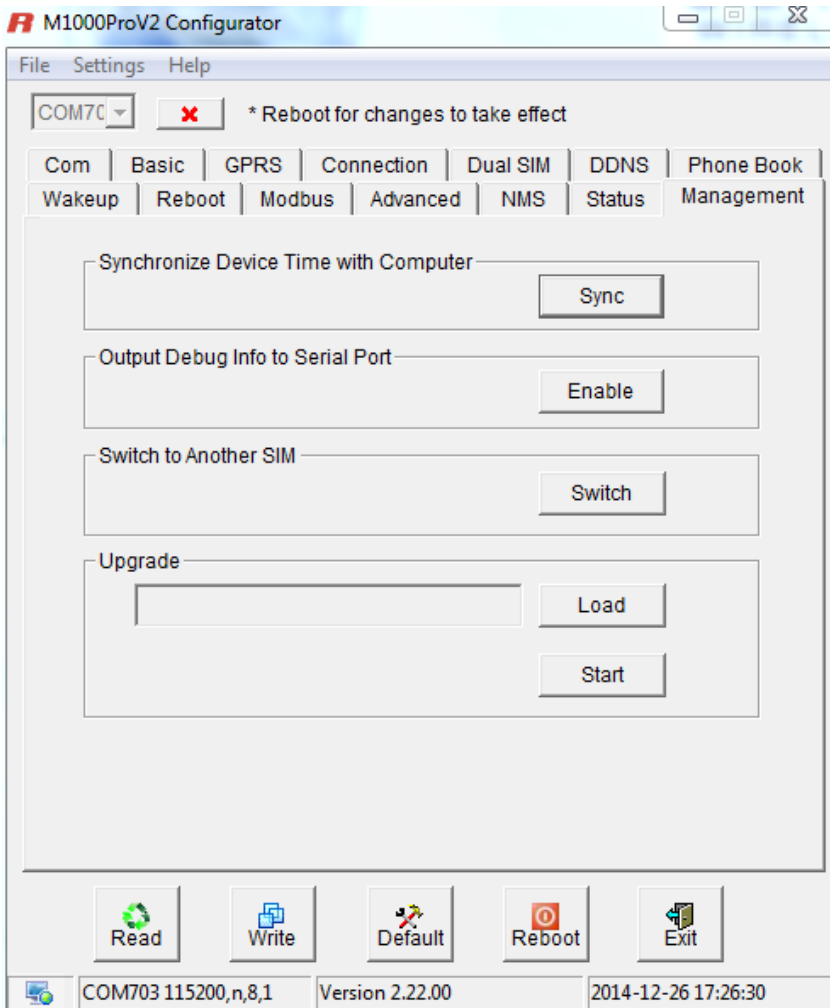 M1000ProV2 Configurator
File Settings Help
COM70 * Reboot for changes to take effect
Com Basic GPRS Connection Dual SIM DDNS Phone Book
Wakeup Reboot Modbus Advanced NMS Status Management
Synchronize Device Time with Computer
Sync
Output Debug Info to Serial Port
Enable
Switch to Another SIM
Switch
Upgrade
Load
Start
Read Write Default Reboot Exit
COM703 115200,n,8,1 Version 2.22.00 2014-12-26 17:26:30